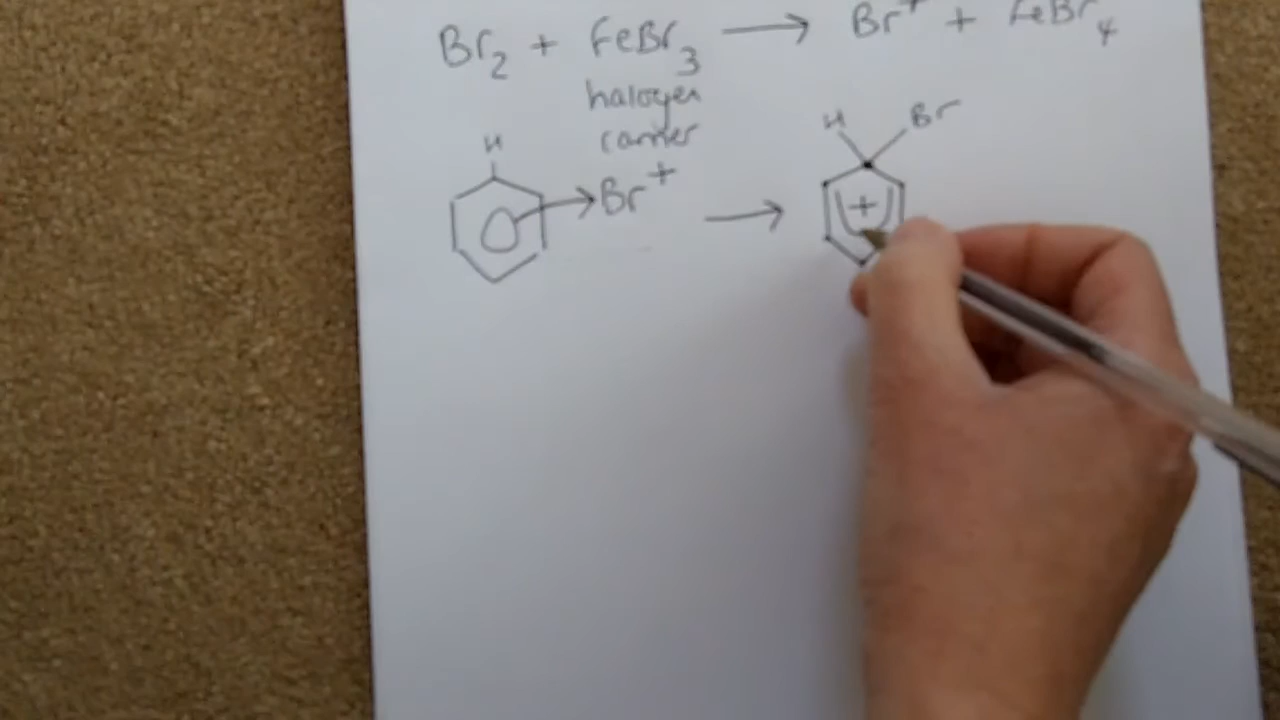 Br2 + FeBr3 → Br+ + FeBr4
halogen
carrier
H
Br+ →
H Br
+